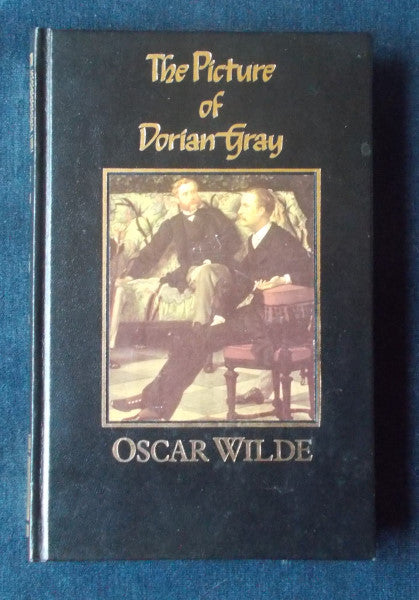 The Picture
of
Dorian Gray
OSCAR WILDE